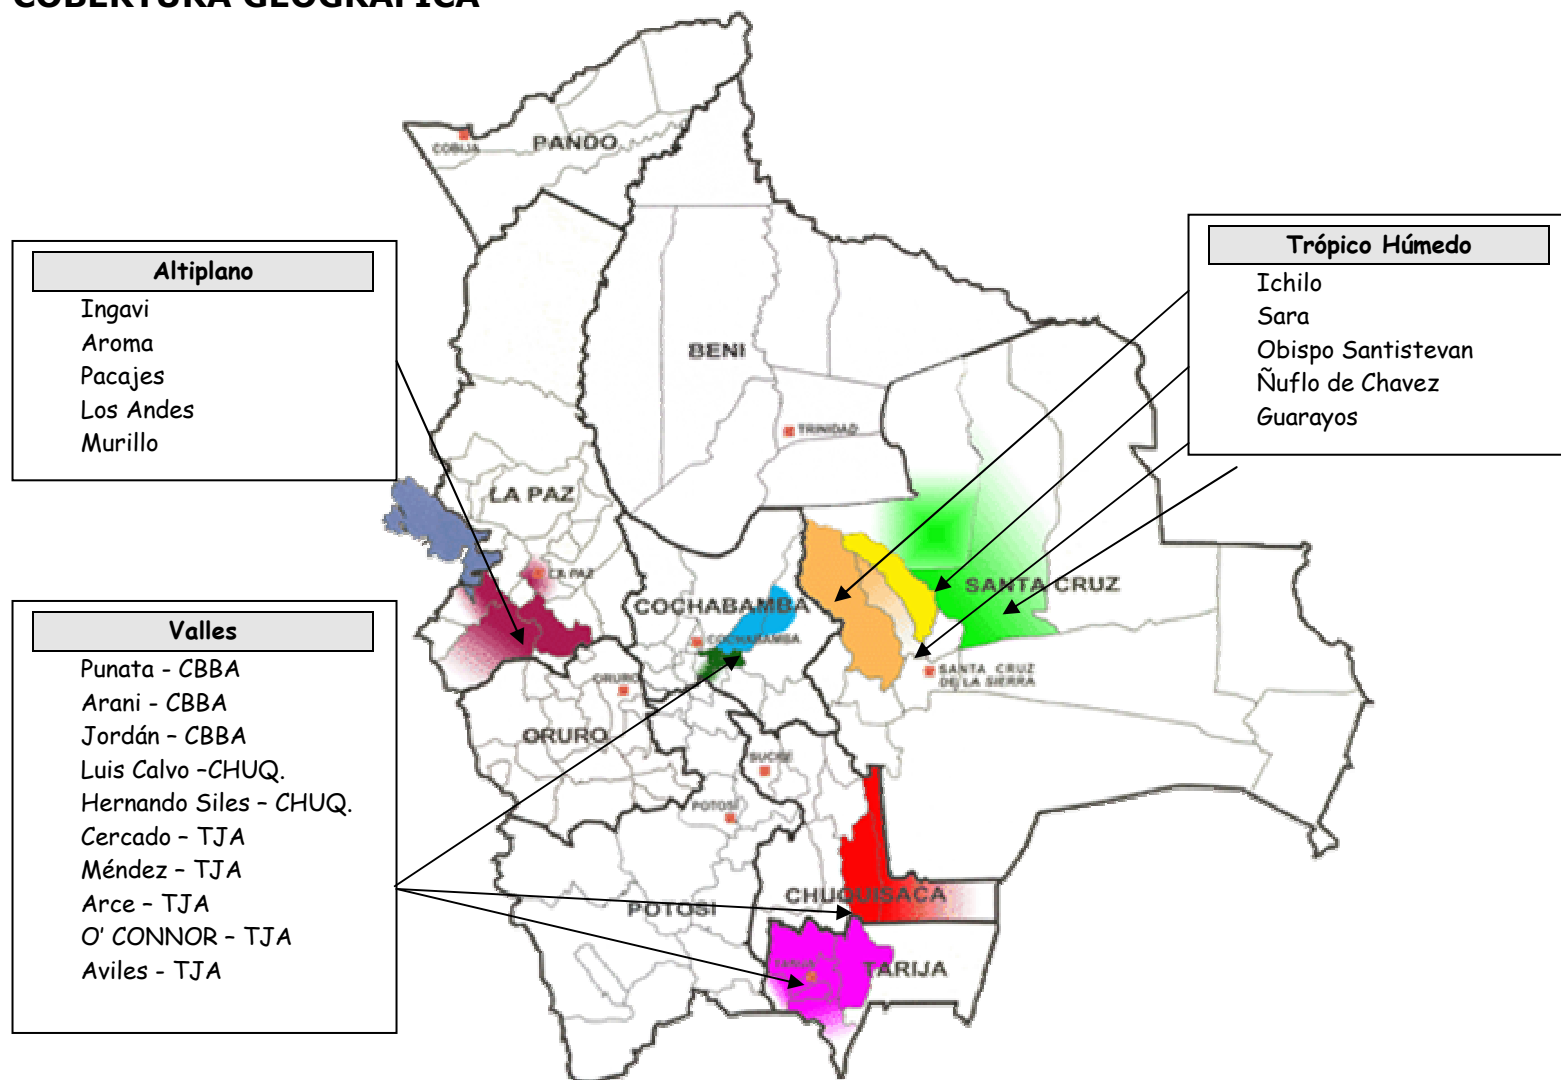 COBERTURA GEOGRAFICA
PANDO
COBIJA
Altiplano
Ingavi
Aroma
Pacajes
Los Andes
Murillo
Trópico Húmedo
Ichilo
Sara
Obispo Santistevan
Ñuflo de Chavez
Guarayos
BENI
TRINIDAD
LA PAZ
LA PAZ
SANTA CRUZ
COCHABAMBA
COCHABAMBA
SANTA CRUZ
DE LA SIERRA
ORURO
ORURO
SUCRE
POTOSÍ
CHUQUISACA
POTOSI
TARIJA
Valles
Punata - CBBA
Arani - CBBA
Jordán – CBBA
Luis Calvo –CHUQ.
Hernando Siles – CHUQ.
Cercado – TJA
Méndez – TJA
Arce – TJA
O' CONNOR – TJA
Aviles - TJA